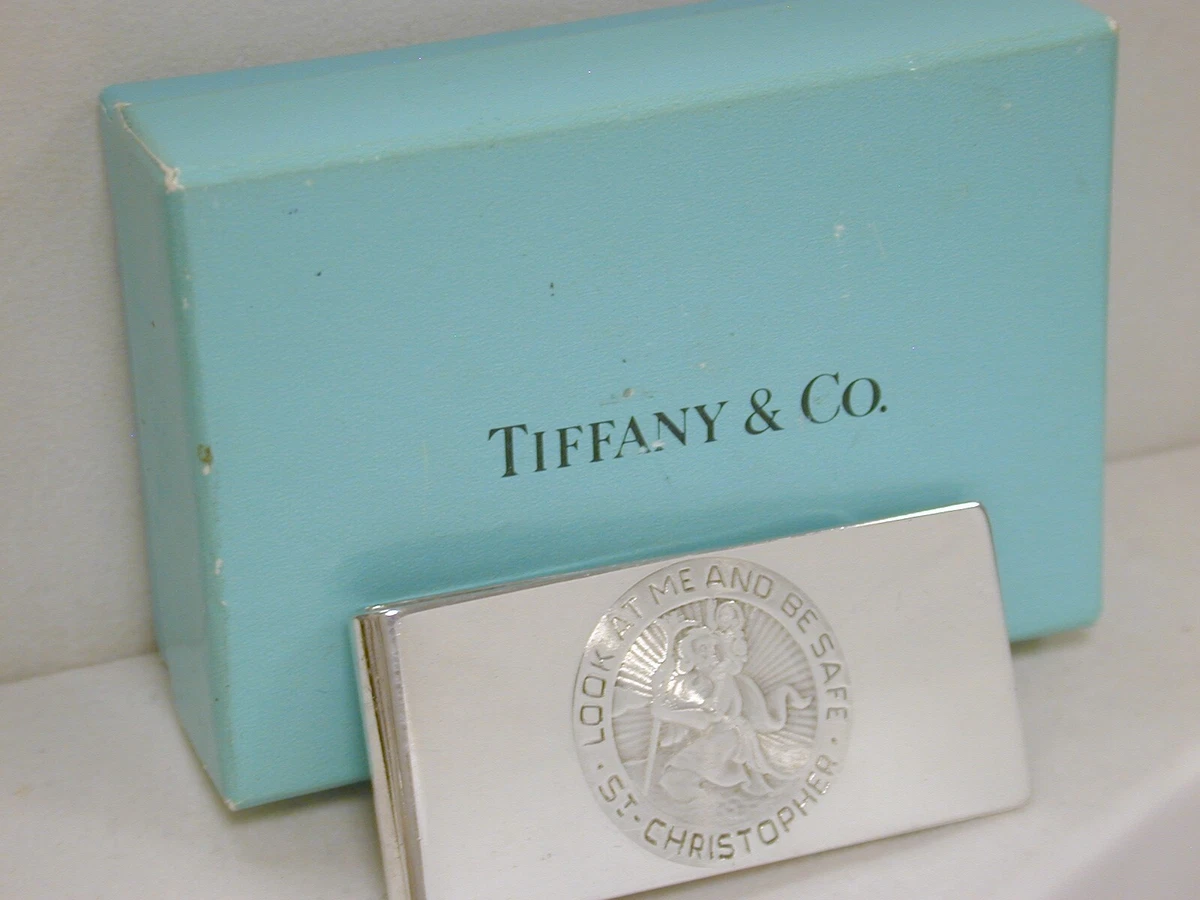 TIFFANY & CO.
LOOK AT ME AND BE SAFE
· ST· CHRISTOPHER ·